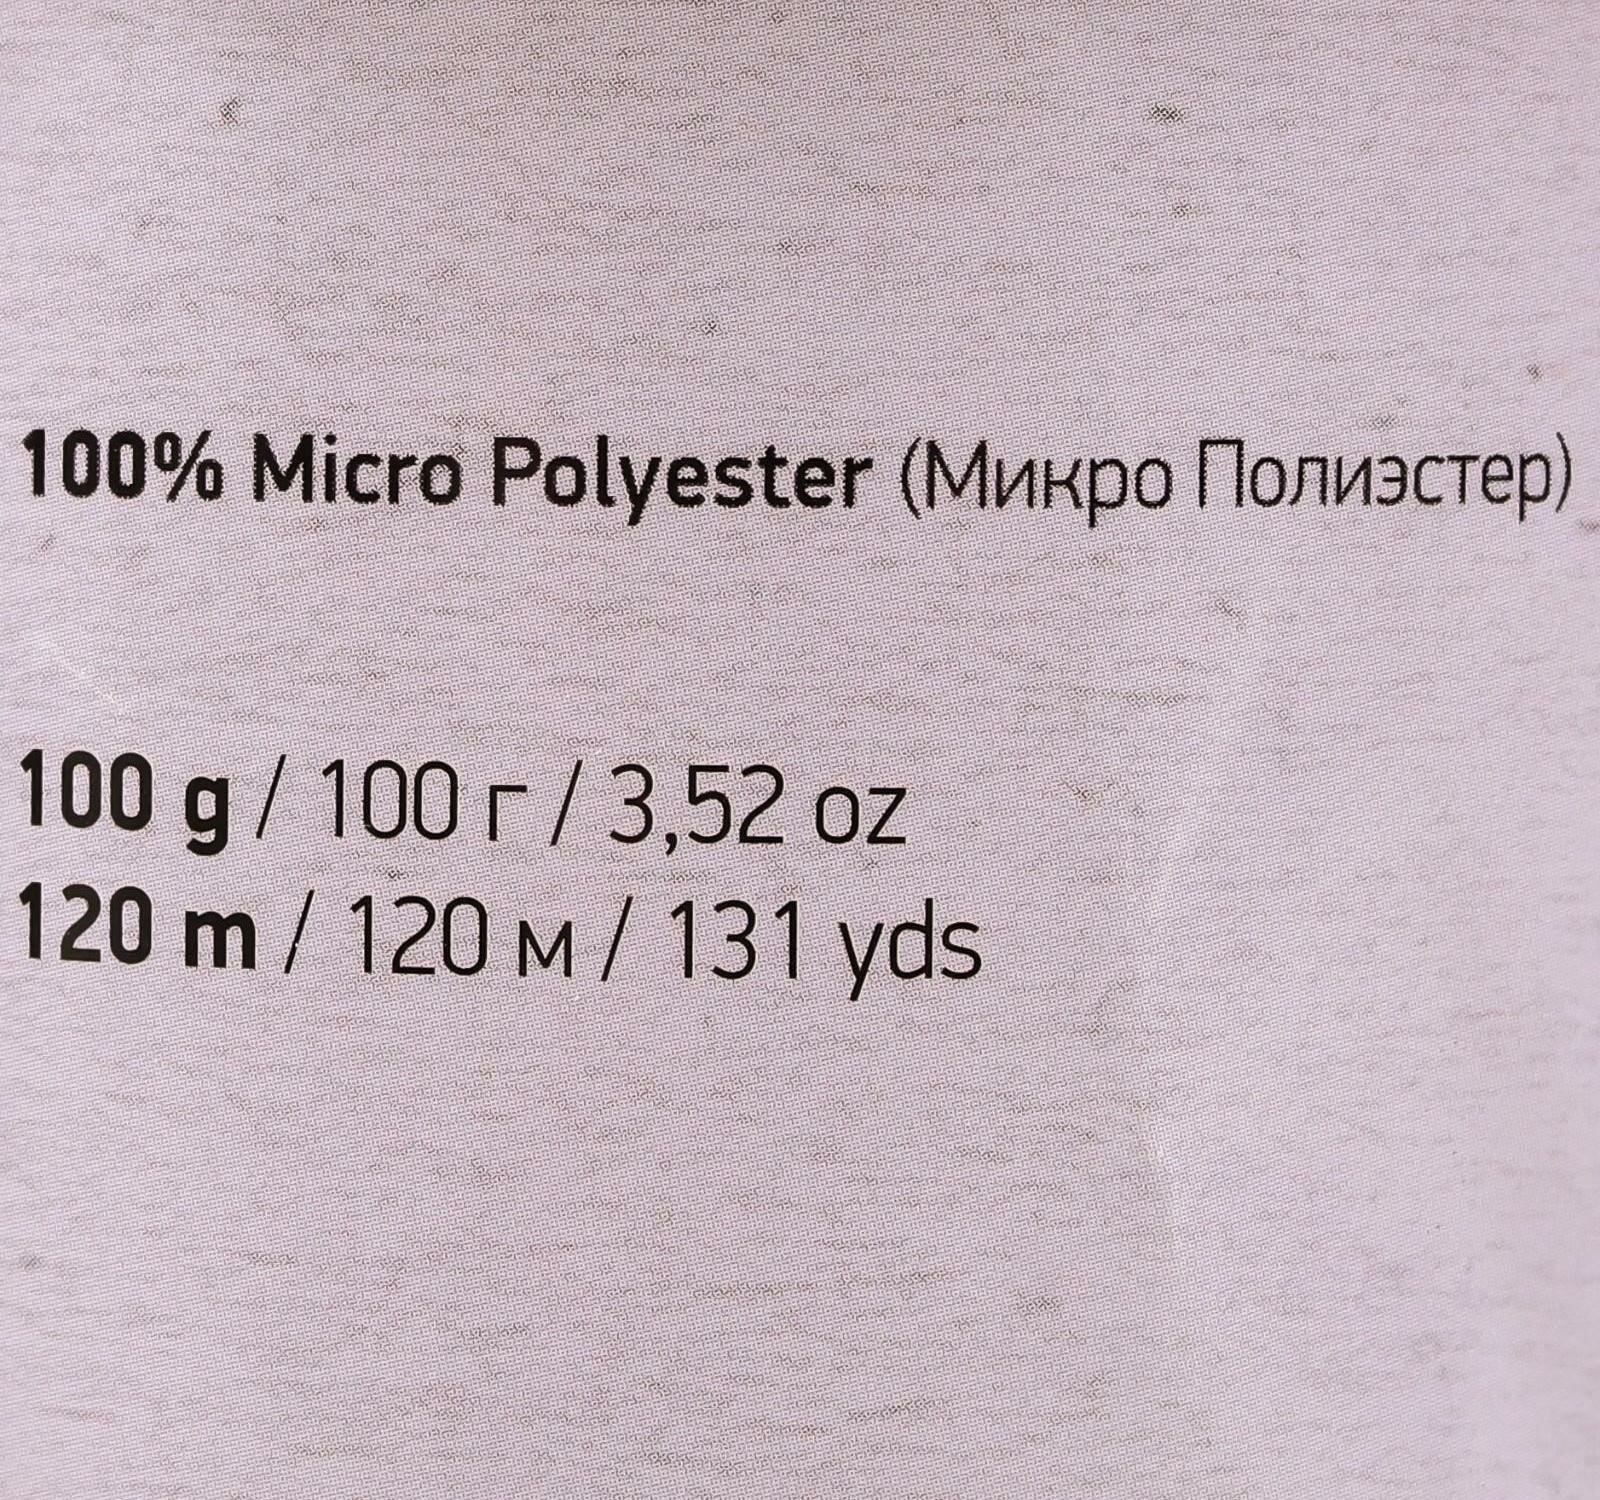 100% Micro Polyester (Микро Полиэстер)
100 g / 100 г / 3,52 oz
120 m / 120 м / 131 yds